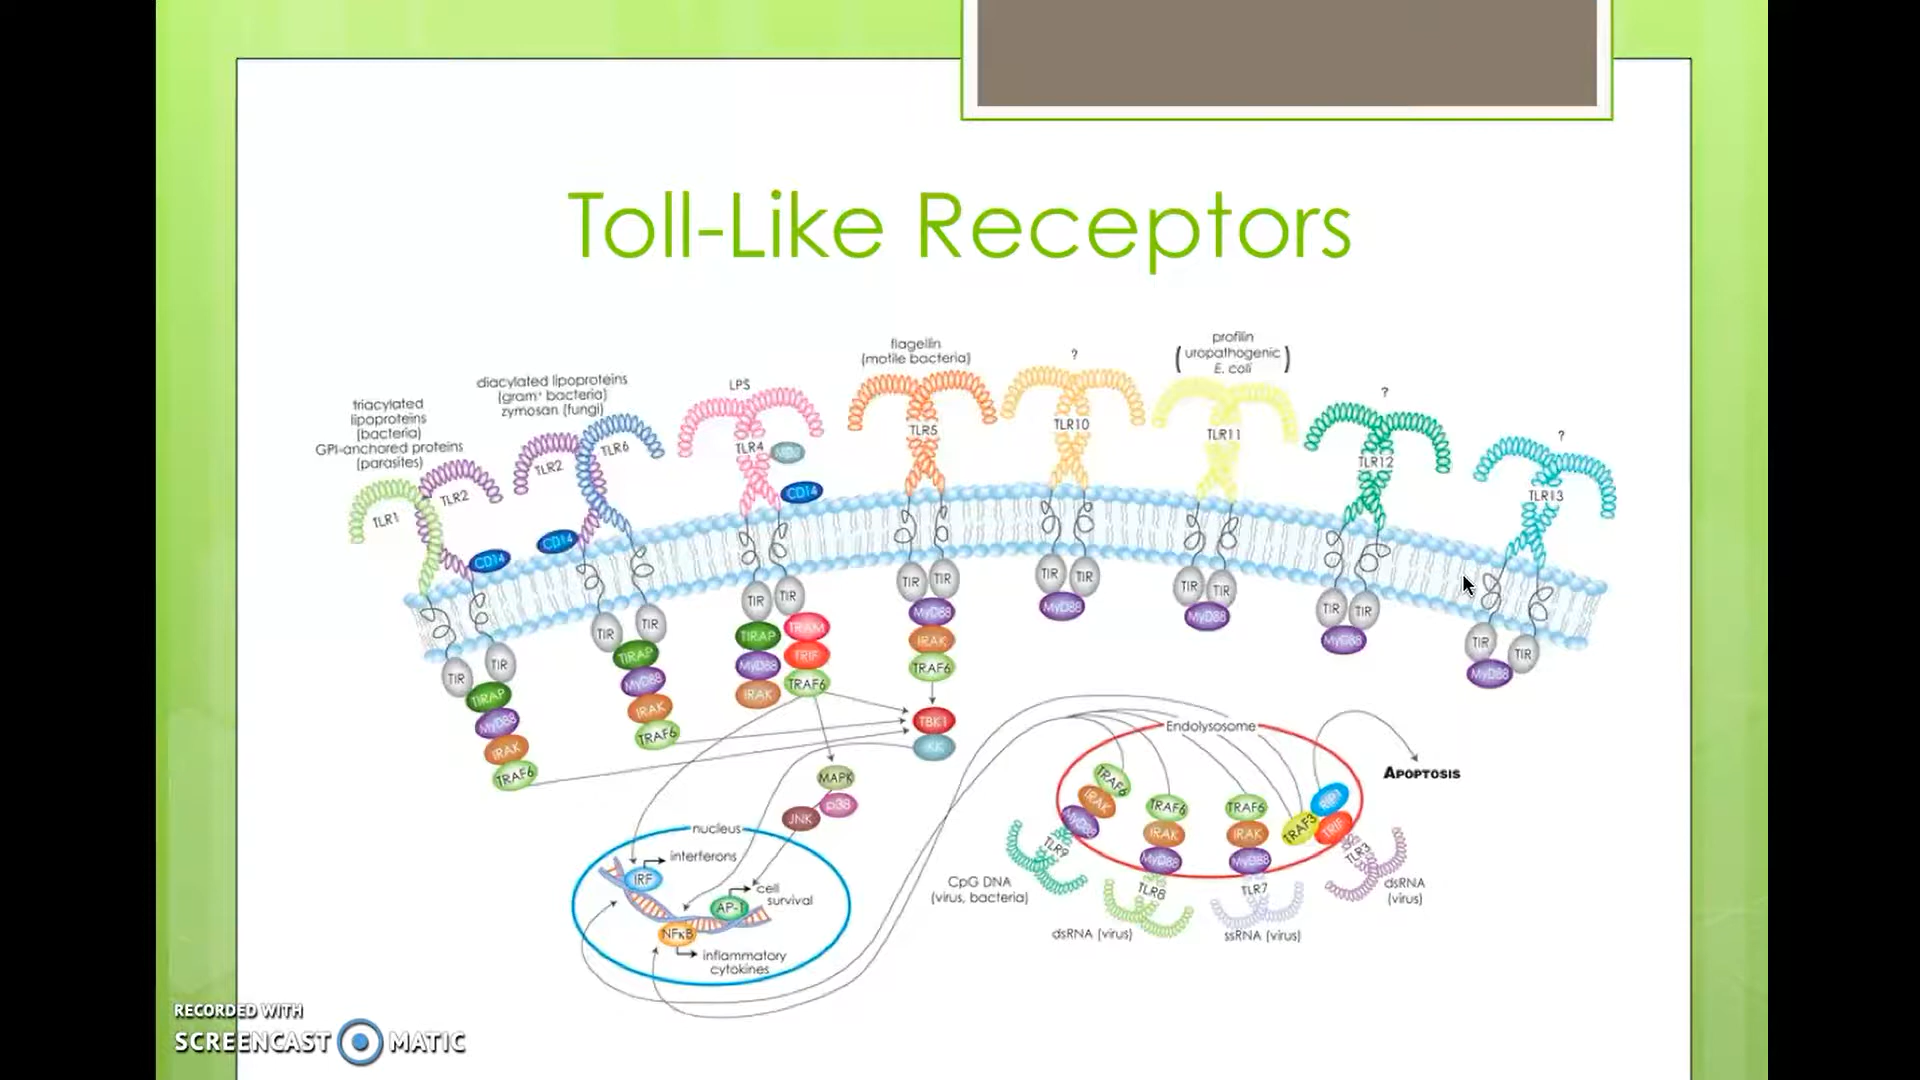 Toll-Like Receptors
triacylated
lipoproteins
(bacteria)
GPI-anchored proteins
(parasites)
diacylated lipoproteins
(gram⁺ bacteria)
zymosan (fungi)
LPS
flagellin
(motile bacteria)
?
profilin
(uropathogenic
E. coli)
?
?
TLR1
TLR2
TLR2
TLR6
TLR4
MD2
TLR5
TLR10
TLR11
TLR12
TLR13
CD14
CD14
CD14
TIR
TIR
TIRAP
MyD88
IRAK
TRAF6
TIR
TIR
TIRAP
MyD88
IRAK
TRAF6
TIR
TIR
TIRAP
TRAM
MyD88
TRIF
IRAK
TRAF6
TIR
TIR
MyD88
IRAK
TRAF6
TBK1
TIR
TIR
MyD88
TIR
TIR
MyD88
TIR
TIR
MyD88
TIR
TIR
MyD88
MAPK
p38
JNK
nucleus
interferons
IRF
cell
survival
AP-1
NFκB
inflammatory
cytokines
Endolysosome
APOPTOSIS
TRAF6
IRAK
MyD88
TLR9
CpG DNA
(virus, bacteria)
TRAF6
IRAK
MyD88
TLR8
dsRNA (virus)
TRAF6
IRAK
MyD88
TLR7
ssRNA (virus)
RIP1
TRAF3
TRIF
TLR3
dsRNA
(virus)
RECORDED WITH
SCREENCAST MATIC